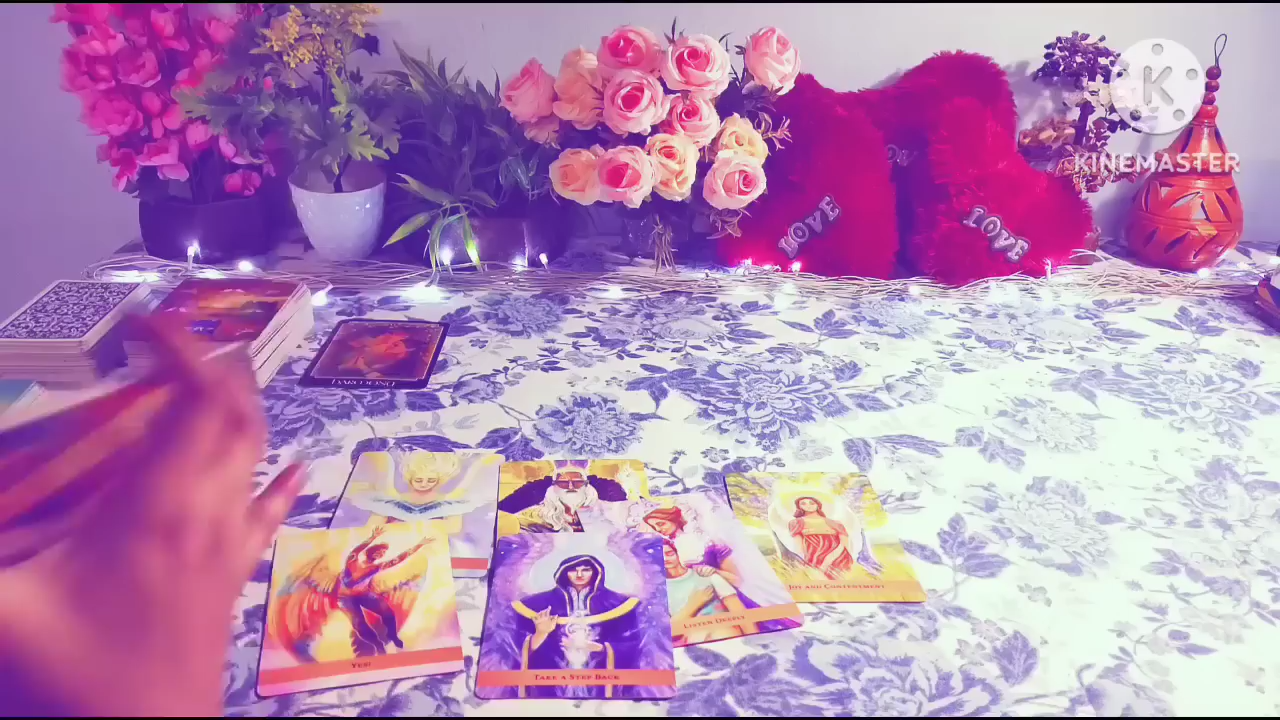 K
KINEMASTER
LOVE
LOVE
YES!
TAKE A STEP BACK
LISTEN DEEPLY
JOY AND CONTENTMENT